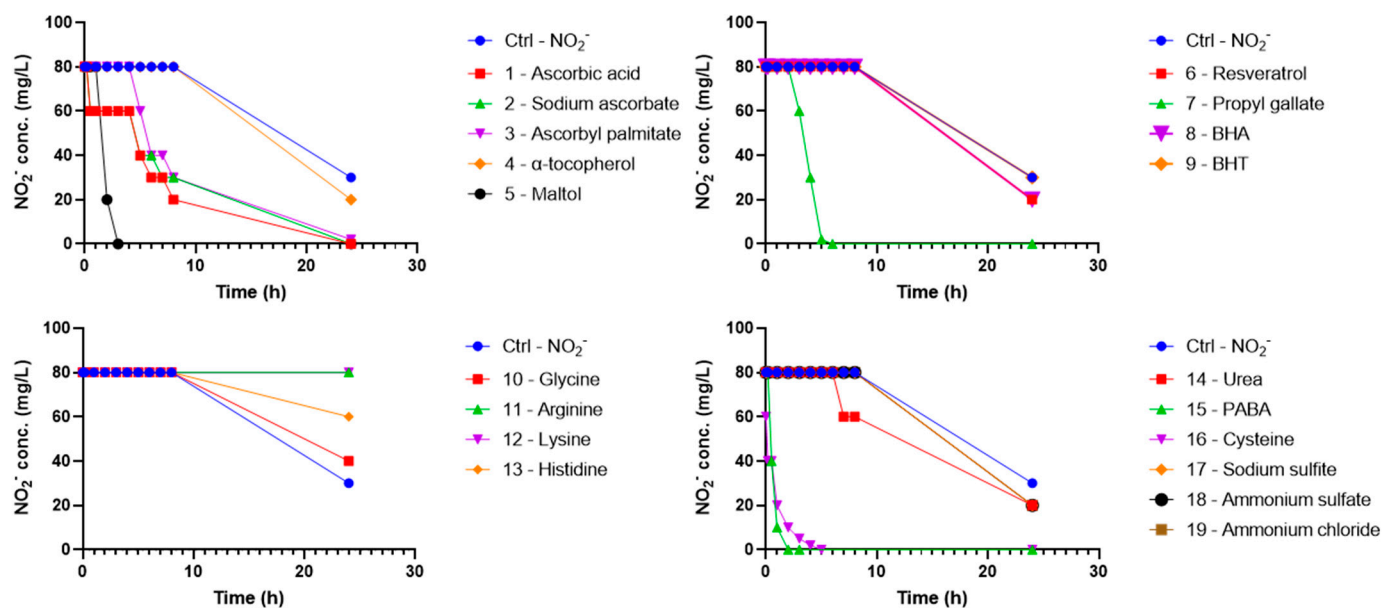 100
80
60
40
20
0
NO₂⁻ conc. (mg/L)
0 10 20 30
Time (h)
Ctrl - NO₂⁻
1 - Ascorbic acid
2 - Sodium ascorbate
3 - Ascorbyl palmitate
4 - α-tocopherol
5 - Maltol
100
80
60
40
20
0
NO₂⁻ conc. (mg/L)
0 10 20 30
Time (h)
Ctrl - NO₂⁻
6 - Resveratrol
7 - Propyl gallate
8 - BHA
9 - BHT
100
80
60
40
20
0
NO₂⁻ conc. (mg/L)
0 10 20 30
Time (h)
Ctrl - NO₂⁻
10 - Glycine
11 - Arginine
12 - Lysine
13 - Histidine
100
80
60
40
20
0
NO₂⁻ conc. (mg/L)
0 10 20 30
Time (h)
Ctrl - NO₂⁻
14 - Urea
15 - PABA
16 - Cysteine
17 - Sodium sulfite
18 - Ammonium sulfate
19 - Ammonium chloride